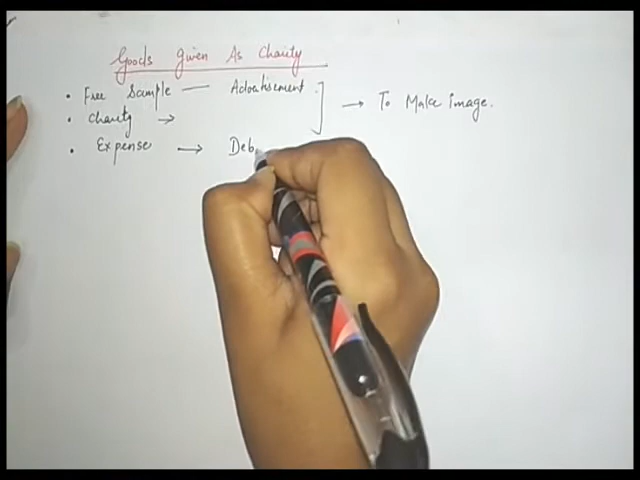 Goods Given As Charity
• Free Sample — Advertisement
• Charity →
→ To Make image.
• Expense → Deb